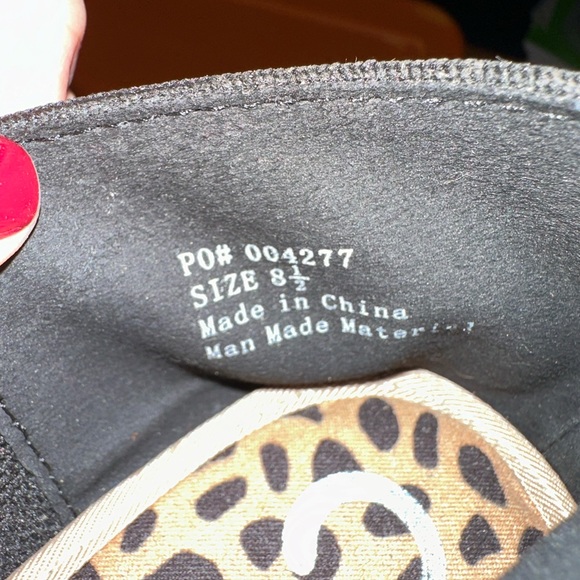 PO# 004277
SIZE 8½
Made in China
Man Made Material